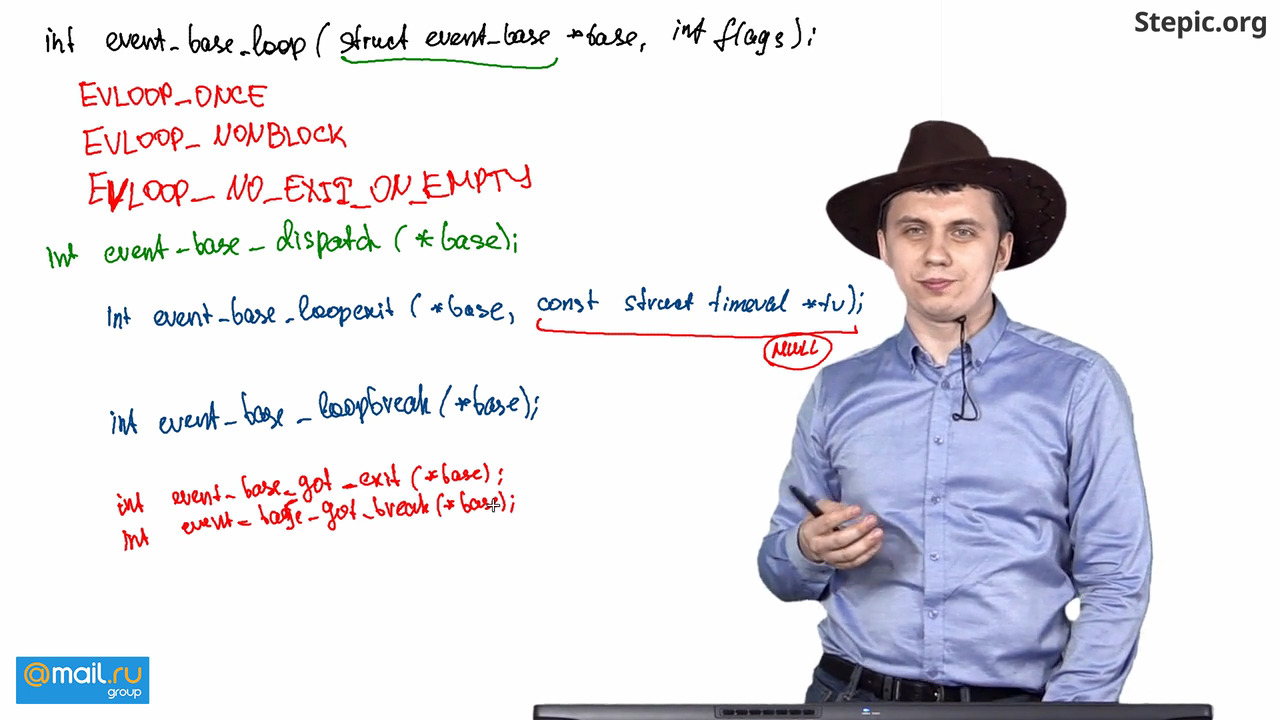 Stepic.org
int event_base_loop (struct event_base *base, int flags);
EVLOOP_ONCE
EVLOOP_NONBLOCK
EVLOOP_NO_EXIT_ON_EMPTY
int event_base_dispatch (*base);
int event_base_loopexit (*base, const struct timeval *tv);
NULL
int event_base_loopbreak (*base);
int event_base_got_exit (*base);
int event_base_got_break (*base);
@mail.ru
group